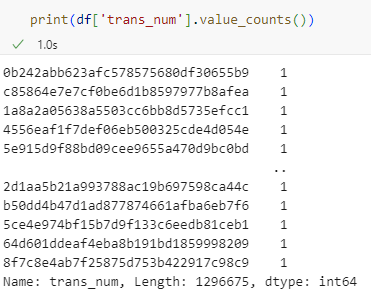 print(df['trans_num'].value_counts())
✓ 1.0s
0b242abb623afc578575680df30655b9 1
c85864e7e7cf0be6d1b8597977b8afea 1
1a8a2a05638a5503cc6bb8d5735efcc1 1
4556eaf1f7def06eb500325cde4d054e 1
5e915d9f88bd09cee9655a470d9bc0bd 1
..
2d1aa5b21a993788ac19b697598ca44c 1
b50dd4b47d1ad877874661afba6eb7f6 1
5ce4e974bf15b7d9f133c6eedb81ceb1 1
64d601ddeaf4eba8b191bd1859998209 1
8f7c8e4ab7f25875d753b422917c98c9 1
Name: trans_num, Length: 1296675, dtype: int64